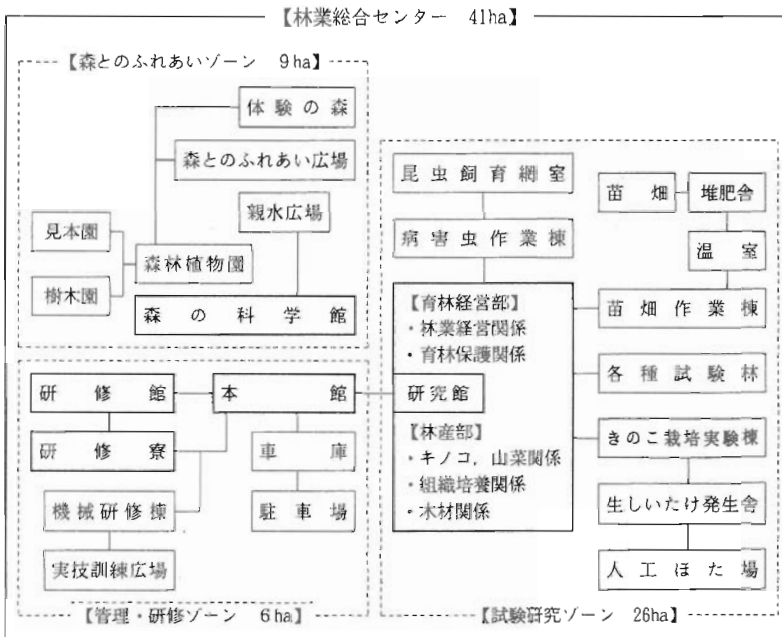 【林業総合センター 41ha】
【森とのふれあいゾーン 9ha】
体験の森
森とのふれあい広場
親水広場
見本園
森林植物園
樹木園
森の科学館
研修館
本館
研修寮
車庫
機械研修棟
駐車場
実技訓練広場
【管理・研修ゾーン 6ha】
昆虫飼育網室
病害虫作業棟
【育林経営部】
・林業経営関係
・育林保護関係
研究館
【林産部】
・キノコ，山菜関係
・組織培養関係
・木材関係
苗畑
堆肥舎
温室
苗畑作業棟
各種試験林
きのこ栽培実験棟
生しいたけ発生舎
人工ほだ場
【試験研究ゾーン 26ha】